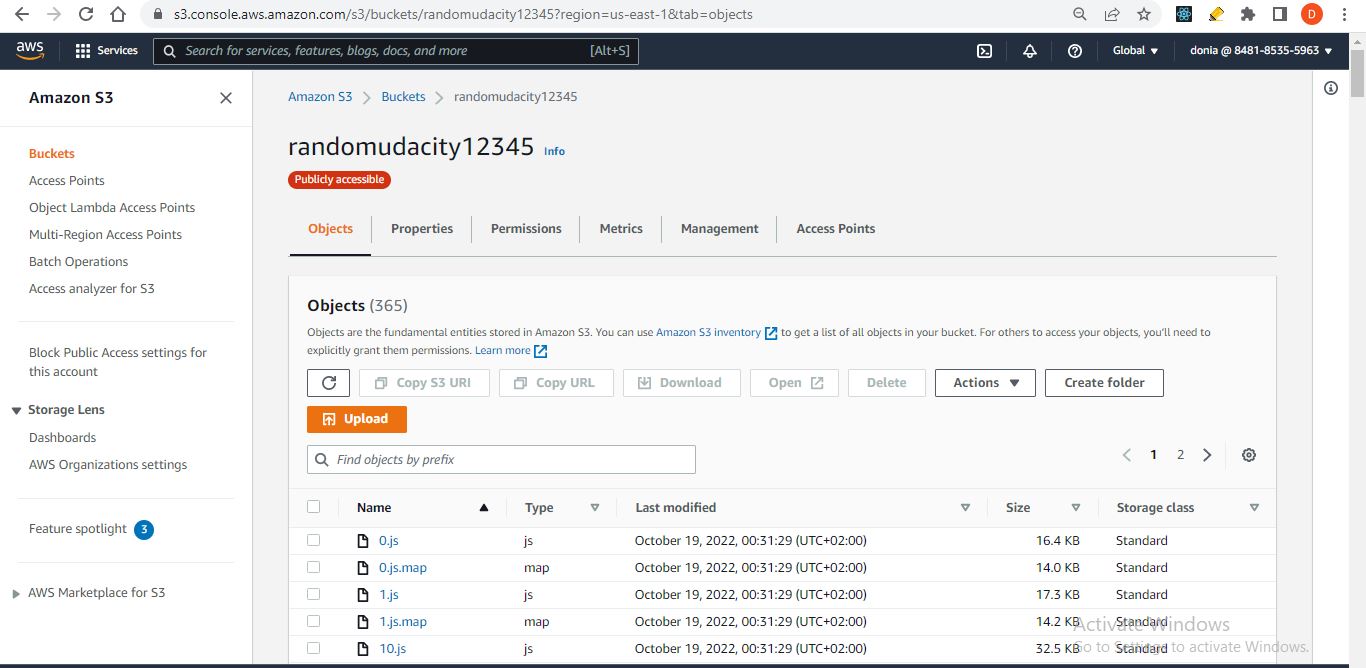 s3.console.aws.amazon.com/s3/buckets/randomudacity12345?region=us-east-1&tab=objects
D
aws Services Search for services, features, blogs, docs, and more [Alt+S] Global donia @ 8481-8535-5963
Amazon S3
Buckets
Access Points
Object Lambda Access Points
Multi-Region Access Points
Batch Operations
Access analyzer for S3
Block Public Access settings for
this account
Storage Lens
Dashboards
AWS Organizations settings
Feature spotlight 3
AWS Marketplace for S3
Amazon S3 > Buckets > randomudacity12345
randomudacity12345 Info
Publicly accessible
Objects Properties Permissions Metrics Management Access Points
Objects (365)
Objects are the fundamental entities stored in Amazon S3. You can use Amazon S3 inventory to get a list of all objects in your bucket. For others to access your objects, you'll need to
explicitly grant them permissions. Learn more
Copy S3 URI Copy URL Download Open Delete Actions Create folder
Upload
Find objects by prefix 1 2
Name Type Last modified Size Storage class
0.js js October 19, 2022, 00:31:29 (UTC+02:00) 16.4 KB Standard
0.js.map map October 19, 2022, 00:31:29 (UTC+02:00) 14.0 KB Standard
1.js js October 19, 2022, 00:31:29 (UTC+02:00) 17.3 KB Standard
1.js.map map October 19, 2022, 00:31:29 (UTC+02:00) 14.2 KB Standard
10.js js October 19, 2022, 00:31:29 (UTC+02:00) 32.5 KB Standard
Activate Windows
Go to Settings to activate Windows.